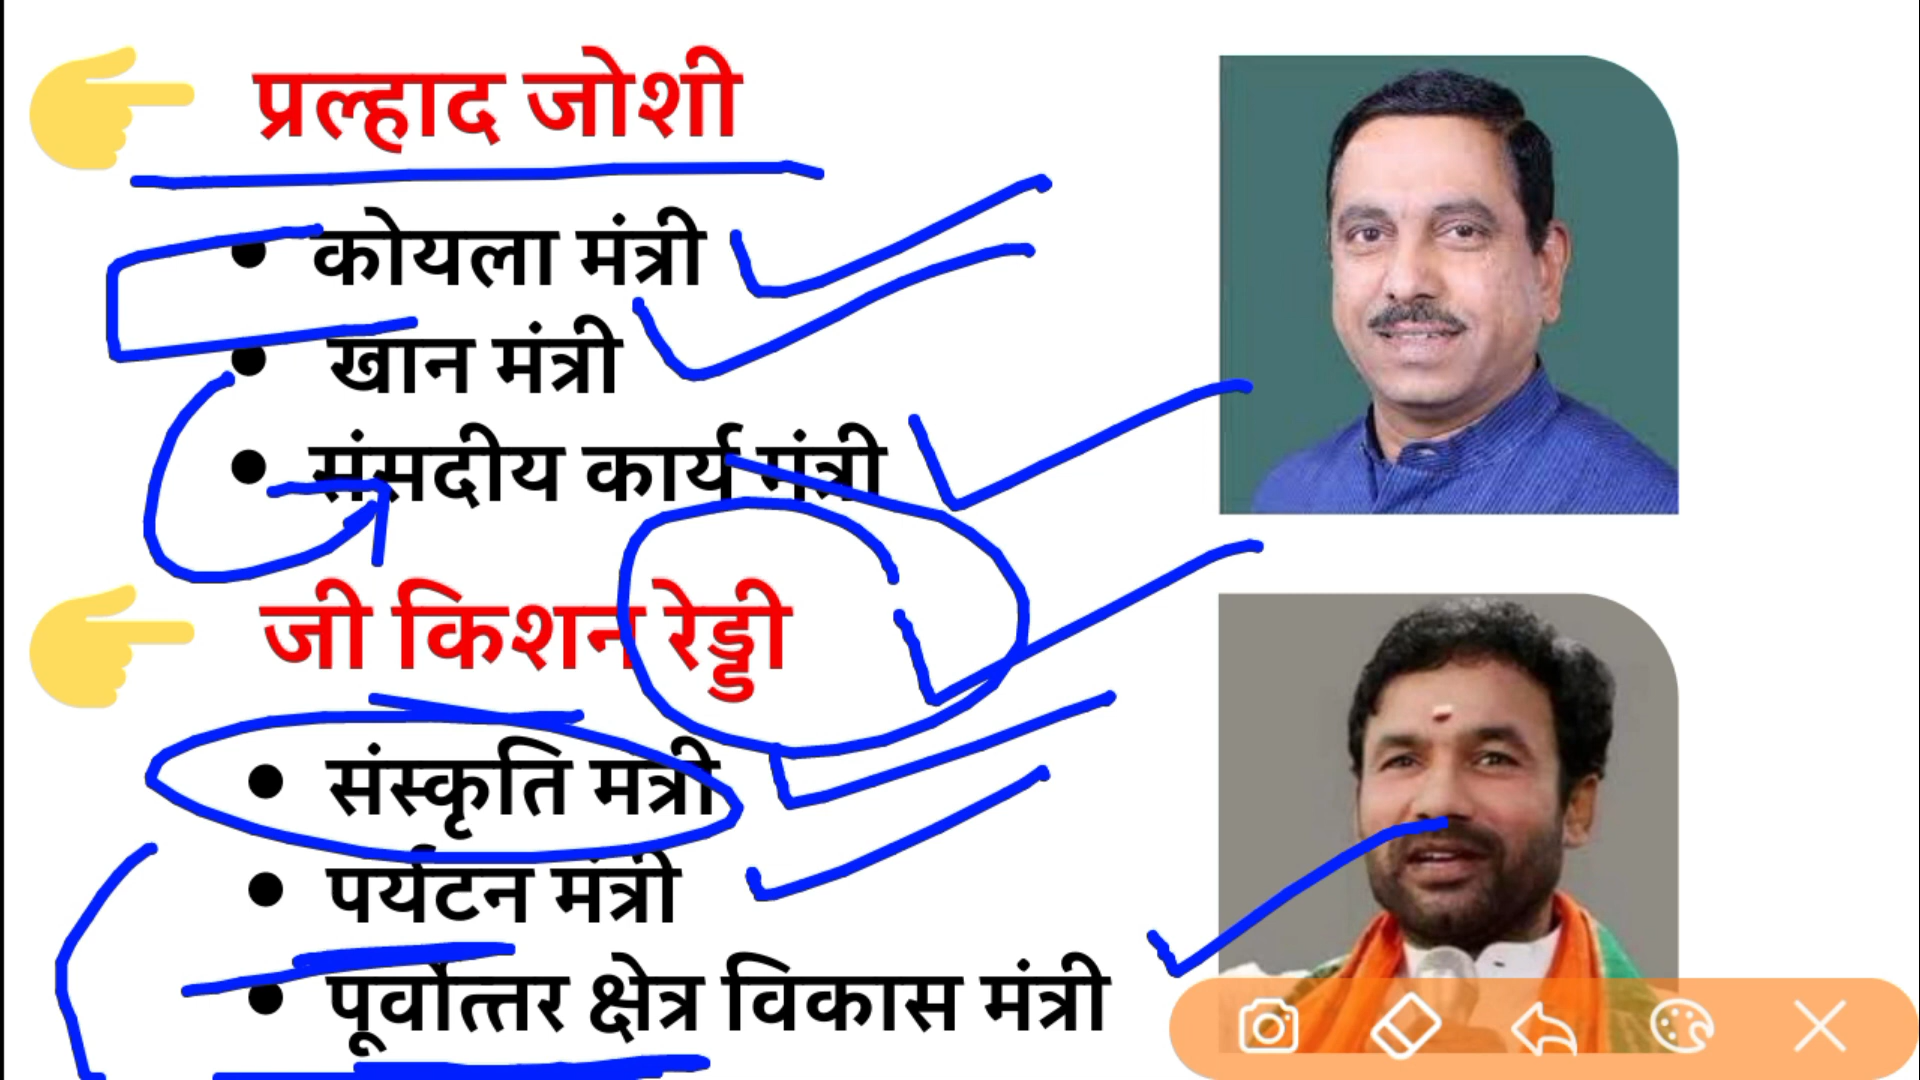 प्रल्हाद जोशी
• कोयला मंत्री
• खान मंत्री
• संसदीय कार्य मंत्री
जी किशन रेड्डी
• संस्कृति मंत्री
• पर्यटन मंत्री
• पूर्वोत्तर क्षेत्र विकास मंत्री